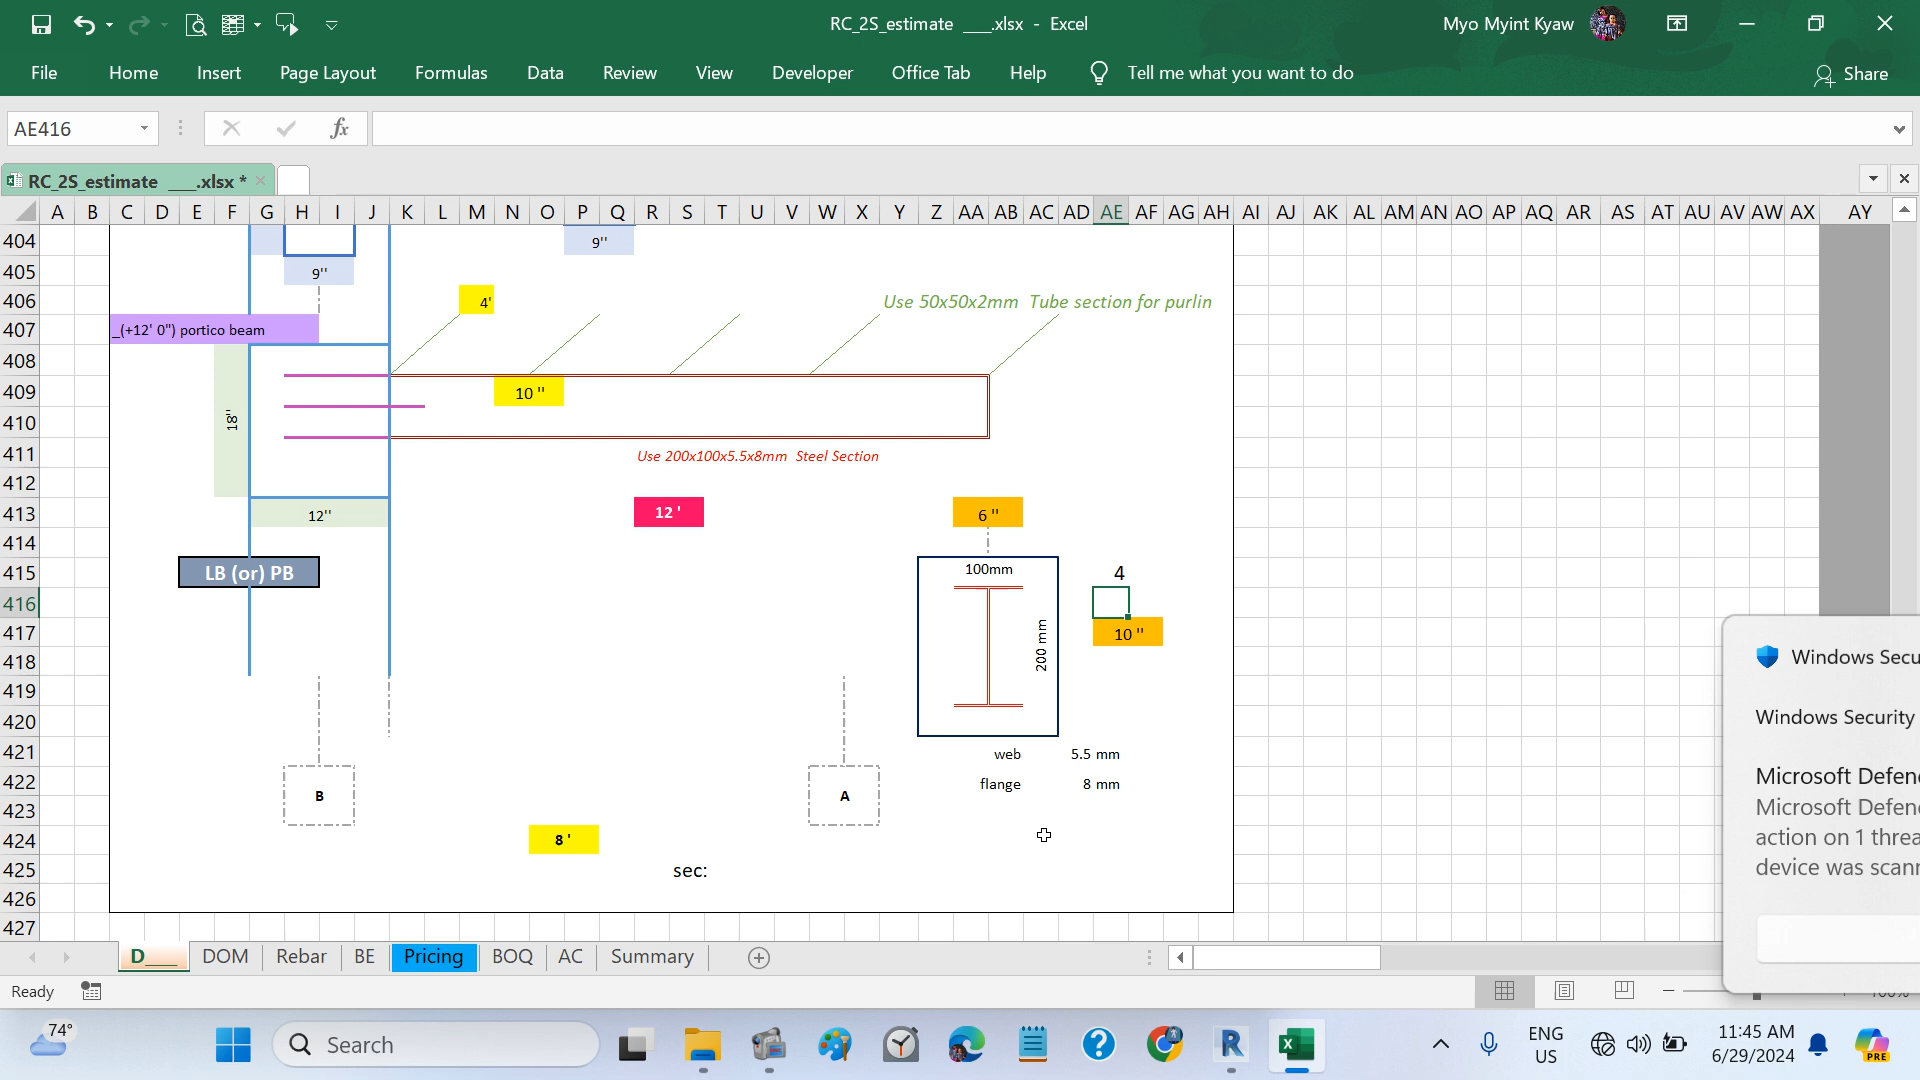 RC_2S_estimate ___.xlsx - Excel
Myo Myint Kyaw
File Home Insert Page Layout Formulas Data Review View Developer Office Tab Help Tell me what you want to do
Share
AE416
fx
RC_2S_estimate ___.xlsx *
A B C D E F G H I J K L M N O P Q R S T U V W X Y Z AA AB AC AD AE AF AG AH AI AJ AK AL AM AN AO AP AQ AR AS AT AU AV AW AX AY
404
9''
405
9''
406
4'
Use 50x50x2mm Tube section for purlin
407
_(+12' 0") portico beam
408
409
10 ''
410
18''
411
Use 200x100x5.5x8mm Steel Section
412
413
12''
12 '
6 ''
414
415
LB (or) PB
100mm
4
416
417
200 mm
10 ''
418
419
420
421
web 5.5 mm
422
flange 8 mm
423
B
A
424
8 '
425
sec:
426
427
Windows Secu
Windows Security
Microsoft Defen
Microsoft Defen
action on 1 threa
device was scan
D___ DOM Rebar BE Pricing BOQ AC Summary
Ready
100%
74°
Search
ENG
US
11:45 AM
6/29/2024
PRE